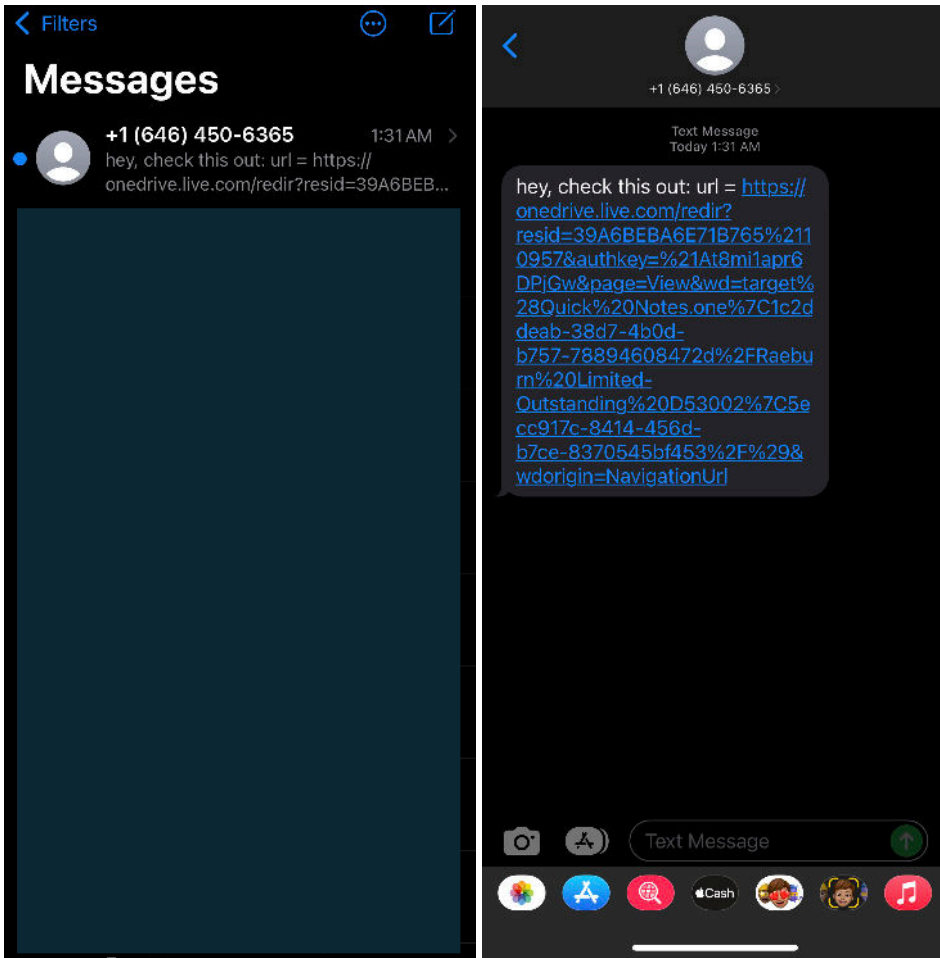 Filters
Messages
+1 (646) 450-6365
1:31 AM
hey, check this out: url = https://
onedrive.live.com/redir?resid=39A6BEB...
+1 (646) 450-6365
Text Message
Today 1:31 AM
hey, check this out: url = https://
onedrive.live.com/redir?
resid=39A6BEBA6E71B765%211
0957&authkey=%21At8mi1apr6
DPjGw&page=View&wd=target%
28Quick%20Notes.one%7C1c2d
deab-38d7-4b0d-
b757-78894608472d%2FRaebu
rn%20Limited-
Outstanding%20D53002%7C5e
cc917c-8414-456d-
b7ce-8370545bf453%2F%29&
wdorigin=NavigationUrl
Text Message
Cash